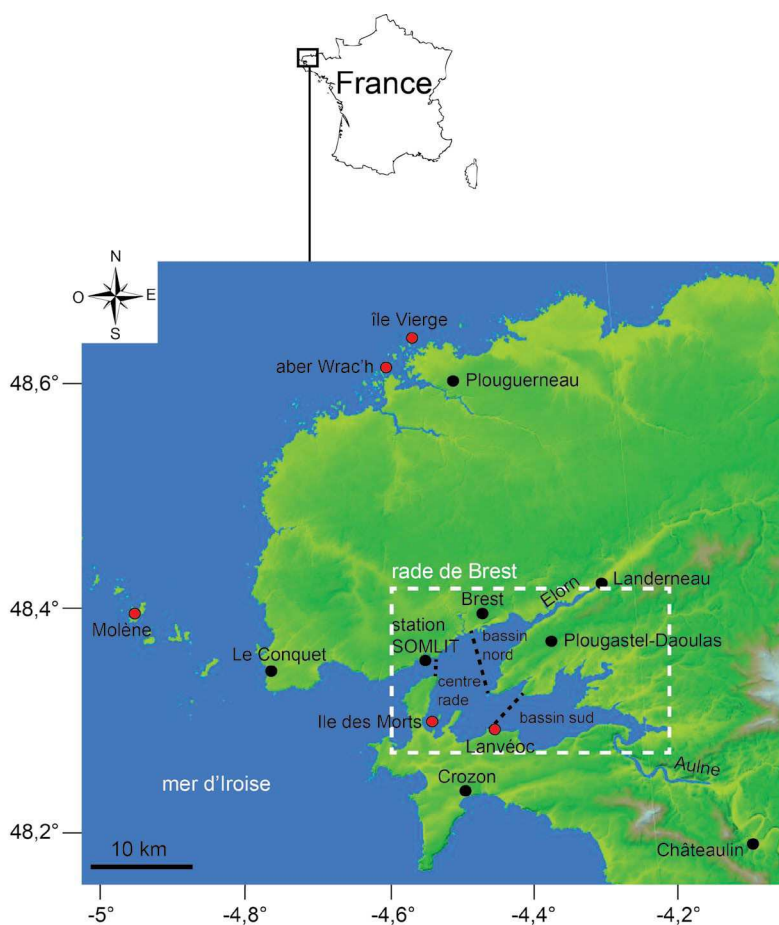 France
N
O
E
S
île Vierge
aber Wrac'h
48,6°
Plouguerneau
rade de Brest
Landerneau
Elorn
48,4°
Brest
Molène
station
SOMLIT
bassin
nord
Plougastel-Daoulas
Le Conquet
centre
rade
Ile des Morts
bassin sud
Lanvéoc
Aulne
mer d'Iroise
Crozon
48,2°
10 km
Châteaulin
-5°
-4,8°
-4,6°
-4,4°
-4,2°